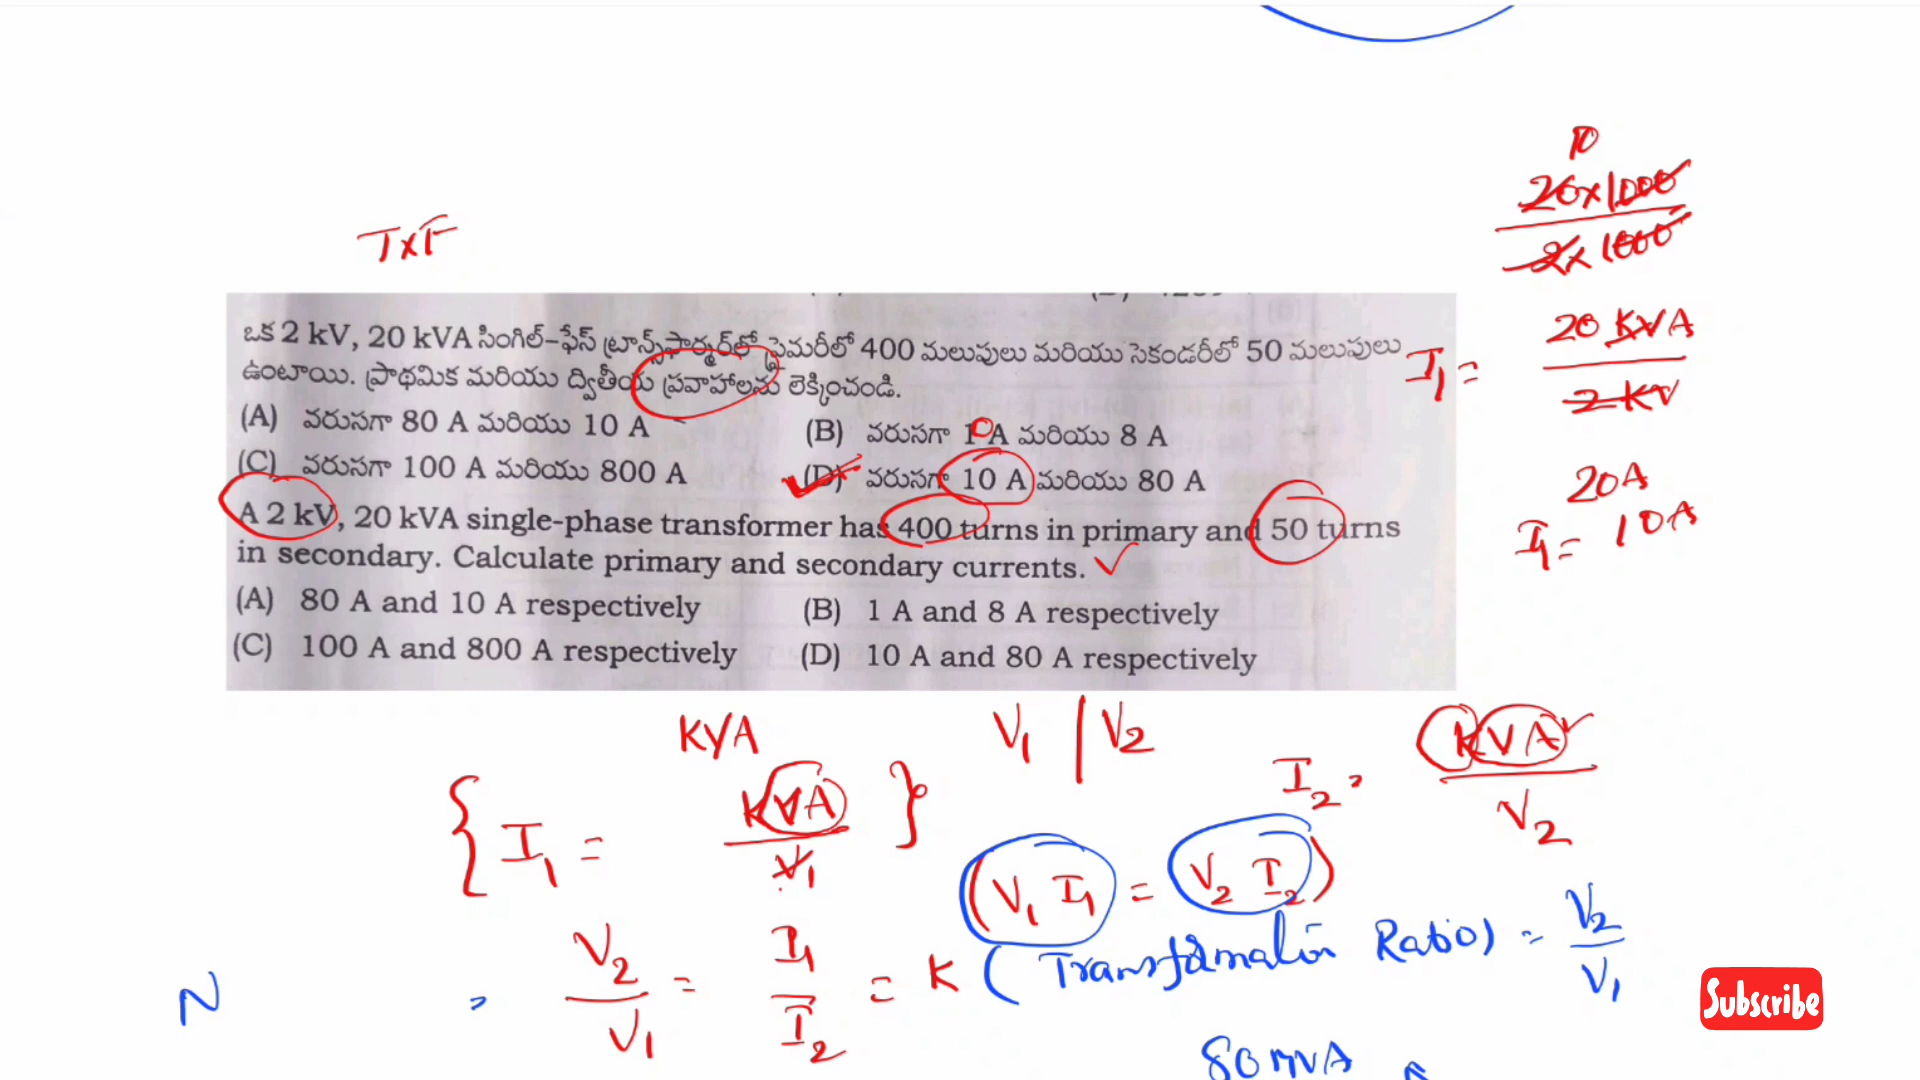 10
20x1000
2x1000
TxF
ఒక 2 kV, 20 kVA సింగిల్-ఫేస్ ట్రాన్స్‌ఫార్మర్‌లో ప్రైమరీలో 400 మలుపులు మరియు సెకండరీలో 50 మలుపులు
ఉంటాయి. ప్రాథమిక మరియు ద్వితీయ ప్రవాహాలను లెక్కించండి.
I1 = 20 KVA
2 KV
(A) వరుసగా 80 A మరియు 10 A
(B) వరుసగా 1 A మరియు 8 A
(C) వరుసగా 100 A మరియు 800 A
(D) వరుసగా 10 A మరియు 80 A
20A
I1 = 10A
A 2 kV, 20 kVA single-phase transformer has 400 turns in primary and 50 turns
in secondary. Calculate primary and secondary currents.
(A) 80 A and 10 A respectively
(B) 1 A and 8 A respectively
(C) 100 A and 800 A respectively
(D) 10 A and 80 A respectively
KVA
V1 | V2
I2 = KVA
V2
{ I1 = KVA }
V1
(V1 I1 = V2 I2)
V2 = I1 = K ( Transformation Ratio) = V2
V1 I2 V1
N
Subscribe
80 MVA